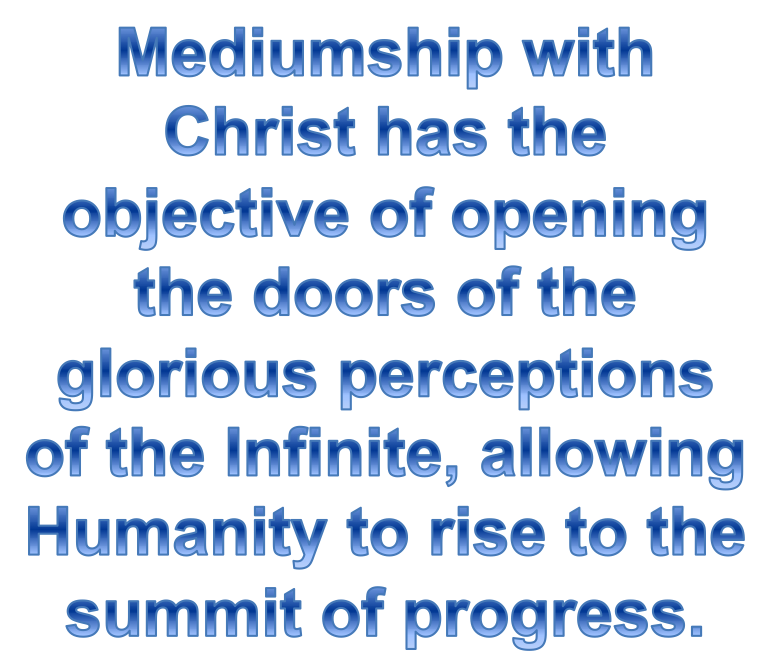 Mediumship with
Christ has the
objective of opening
the doors of the
glorious perceptions
of the Infinite, allowing
Humanity to rise to the
summit of progress.